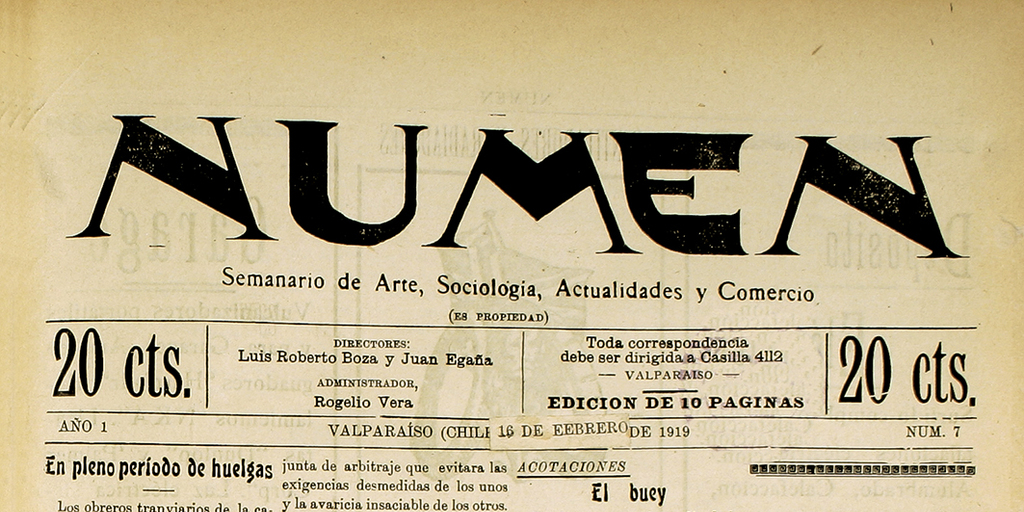 NUMEN
Semanario de Arte, Sociología, Actualidades y Comercio
(ES PROPIEDAD)
20 cts.
DIRECTORES:
Luis Roberto Boza y Juan Egaña
ADMINISTRADOR,
Rogelio Vera
Toda correspondencia
debe ser dirigida a Casilla 4112
— VALPARAISO —
EDICION DE 10 PAGINAS
20 cts.
AÑO 1
VALPARAÍSO (CHILE 16 DE EEBRERO DE 1919
NUM. 7
En pleno período de huelgas
Los obreros tranviarios de la ca-
junta de arbitraje que evitara las
exigencias desmedidas de los unos
y la avaricia insaciable de los otros.
ACOTACIONES
El buey